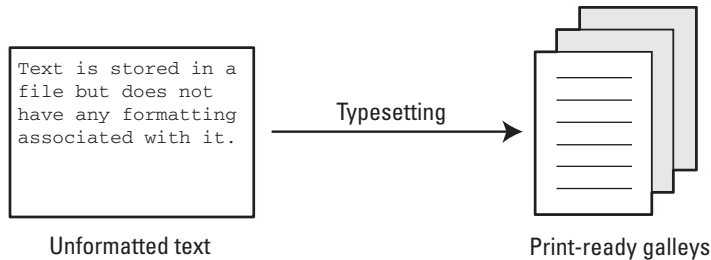 Text is stored in a
file but does not
have any formatting
associated with it.
Typesetting
Unformatted text
Print-ready galleys